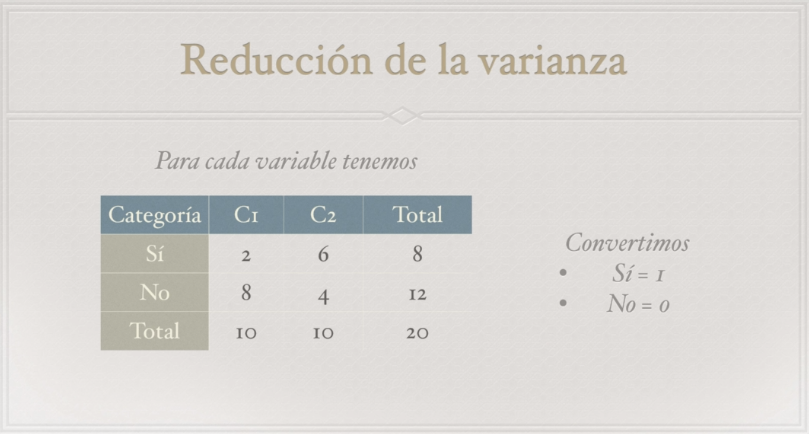 Reducción de la varianza
Para cada variable tenemos
Categoría C1 C2 Total
Sí 2 6 8
No 8 4 12
Total 10 10 20
Convertimos
• Sí = 1
• No = 0